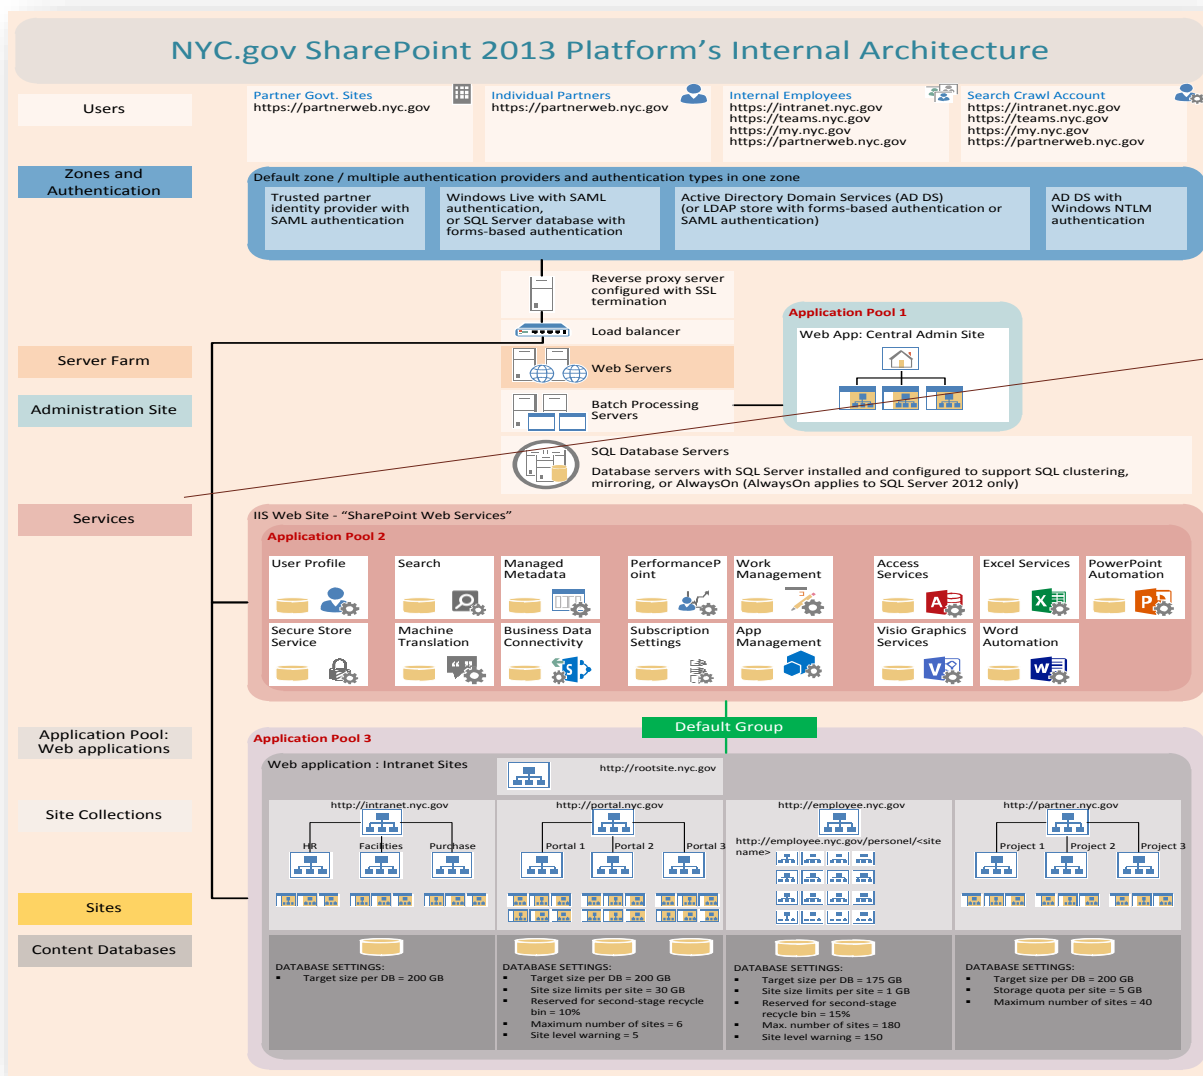 NYC.gov SharePoint 2013 Platform’s Internal Architecture
Users
Partner Govt. Sites
https://partnerweb.nyc.gov
Individual Partners
https://partnerweb.nyc.gov
Internal Employees
https://intranet.nyc.gov
https://teams.nyc.gov
https://my.nyc.gov
https://partnerweb.nyc.gov
Search Crawl Account
https://intranet.nyc.gov
https://teams.nyc.gov
https://my.nyc.gov
https://partnerweb.nyc.gov
Zones and
Authentication
Default zone / multiple authentication providers and authentication types in one zone
Trusted partner
identity provider with
SAML authentication
Windows Live with SAML
authentication,
or SQL Server database with
forms-based authentication
Active Directory Domain Services (AD DS)
(or LDAP store with forms-based authentication or
SAML authentication)
AD DS with
Windows NTLM
authentication
Reverse proxy server
configured with SSL
termination
Load balancer
Server Farm
Web Servers
Administration Site
Batch Processing
Servers
Application Pool 1
Web App: Central Admin Site
SQL Database Servers
Database servers with SQL Server installed and configured to support SQL clustering,
mirroring, or AlwaysOn (AlwaysOn applies to SQL Server 2012 only)
Services
IIS Web Site - “SharePoint Web Services”
Application Pool 2
User Profile
Search
Managed
Metadata
PerformanceP
oint
Work
Management
Access
Services
Excel Services
PowerPoint
Automation
Secure Store
Service
Machine
Translation
Business Data
Connectivity
Subscription
Settings
App
Management
Visio Graphics
Services
Word
Automation
Default Group
Application Pool:
Web applications
Application Pool 3
Web application : Intranet Sites
http://rootsite.nyc.gov
Site Collections
http://intranet.nyc.gov
HR
Facilities
Purchase
http://portal.nyc.gov
Portal 1
Portal 2
Portal 3
http://employee.nyc.gov
http://employee.nyc.gov/personel/<site
name>
http://partner.nyc.gov
Project 1
Project 2
Project 3
Sites
Content Databases
DATABASE SETTINGS:
▪ Target size per DB = 200 GB
DATABASE SETTINGS:
▪ Target size per DB = 200 GB
▪ Site size limits per site = 30 GB
▪ Reserved for second-stage recycle
bin = 10%
▪ Maximum number of sites = 6
▪ Site level warning = 5
DATABASE SETTINGS:
▪ Target size per DB = 175 GB
▪ Site size limits per site = 1 GB
▪ Reserved for second-stage
recycle bin = 15%
▪ Max. number of sites = 180
▪ Site level warning = 150
DATABASE SETTINGS:
▪ Target size per DB = 200 GB
▪ Storage quota per site = 5 GB
▪ Maximum number of sites = 40